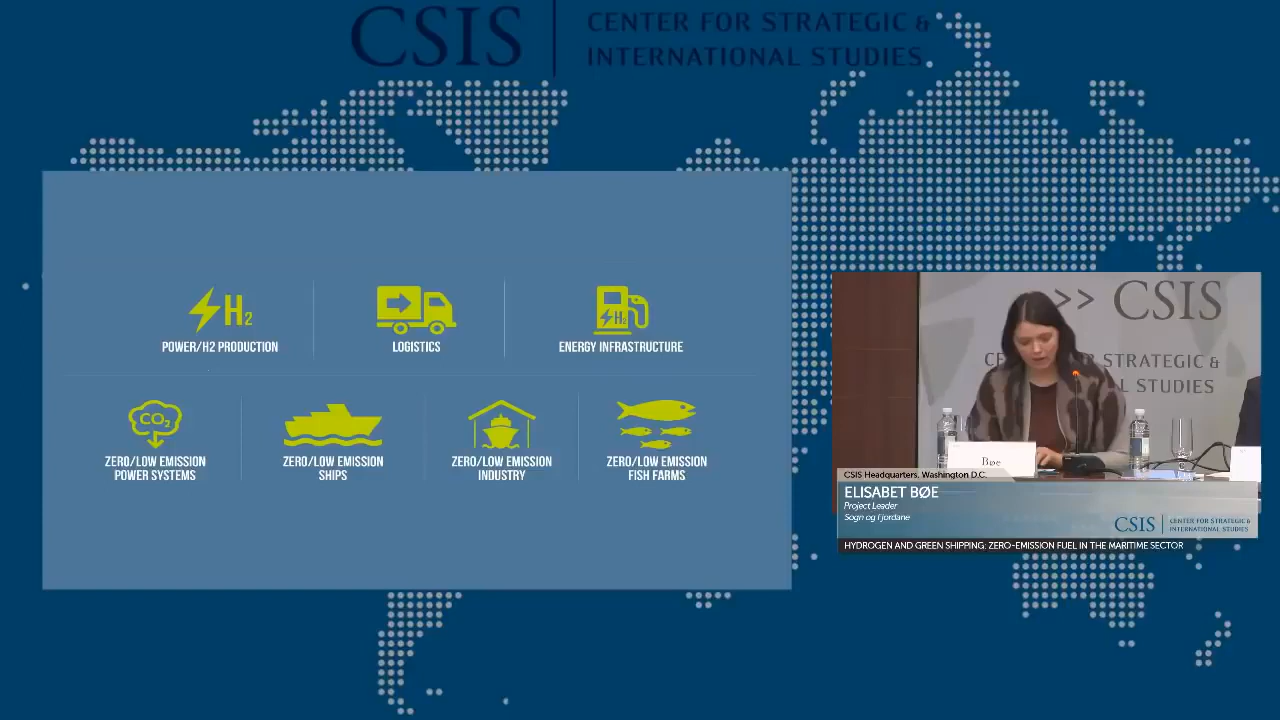 CSIS
CENTER FOR STRATEGIC &
INTERNATIONAL STUDIES
H2
POWER/H2 PRODUCTION
LOGISTICS
H2
ENERGY INFRASTRUCTURE
CO2
ZERO/LOW EMISSION
POWER SYSTEMS
ZERO/LOW EMISSION
SHIPS
ZERO/LOW EMISSION
INDUSTRY
ZERO/LOW EMISSION
FISH FARMS
>> CSIS
STRATEGIC &
L STUDIES
Bøe
CSIS Headquarters, Washington D.C.
ELISABET BØE
Project Leader
Sogn og Fjordane
CSIS
CENTER FOR STRATEGIC &
INTERNATIONAL STUDIES
HYDROGEN AND GREEN SHIPPING: ZERO-EMISSION FUEL IN THE MARITIME SECTOR